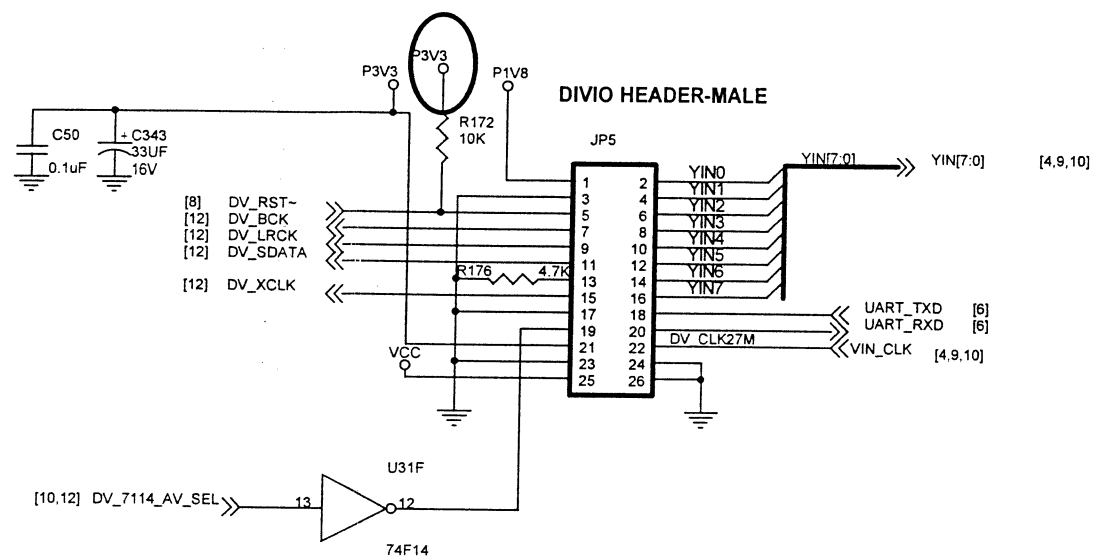 P3V3
P3V3
P1V8
DIVIO HEADER-MALE
C50
0.1uF
+ C343
33UF
16V
R172
10K
JP5
YIN[7:0]
YIN[7:0] [4,9,10]
1 2 YIN0
3 4 YIN1
[8] DV_RST~ 5 6 YIN2
[12] DV_BCK 7 8 YIN3
[12] DV_LRCK 9 10 YIN4
[12] DV_SDATA 11 12 YIN5
R176 4.7K 13 14 YIN6
[12] DV_XCLK 15 16 YIN7
17 18 UART_TXD [6]
19 20 UART_RXD [6]
21 22 DV_CLK27M VIN_CLK [4,9,10]
VCC
23 24
25 26
U31F
[10,12] DV_7114_AV_SEL 13 12
74F14